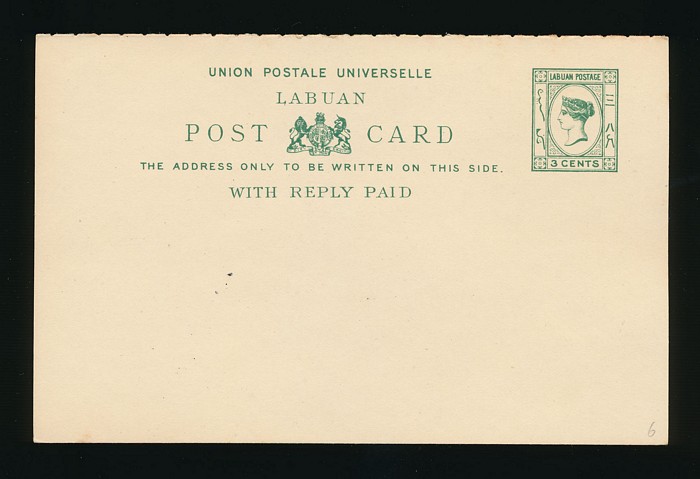 UNION POSTALE UNIVERSELLE
LABUAN
POST CARD
THE ADDRESS ONLY TO BE WRITTEN ON THIS SIDE.
WITH REPLY PAID
LABUAN POSTAGE
3 CENTS
6